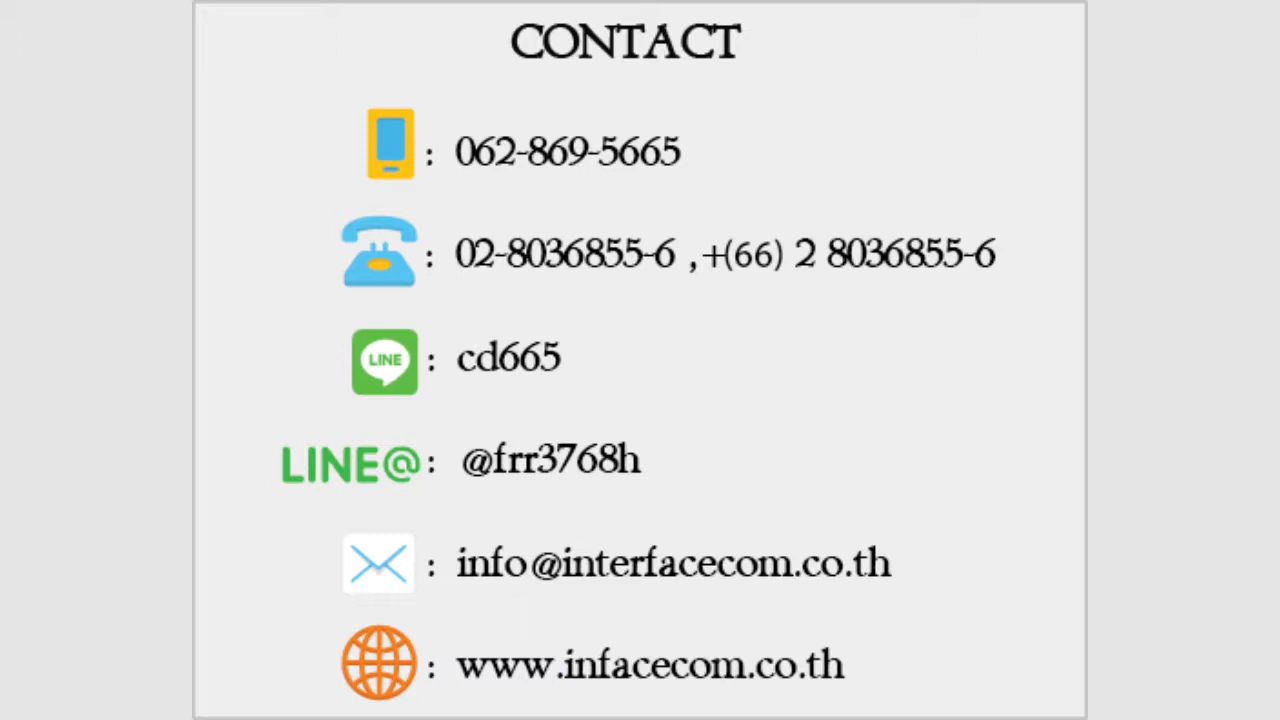 CONTACT
: 062-869-5665
: 02-8036855-6 ,+(66) 2 8036855-6
LINE : cd665
LINE@ : @frr3768h
: info@interfacecom.co.th
: www.infacecom.co.th